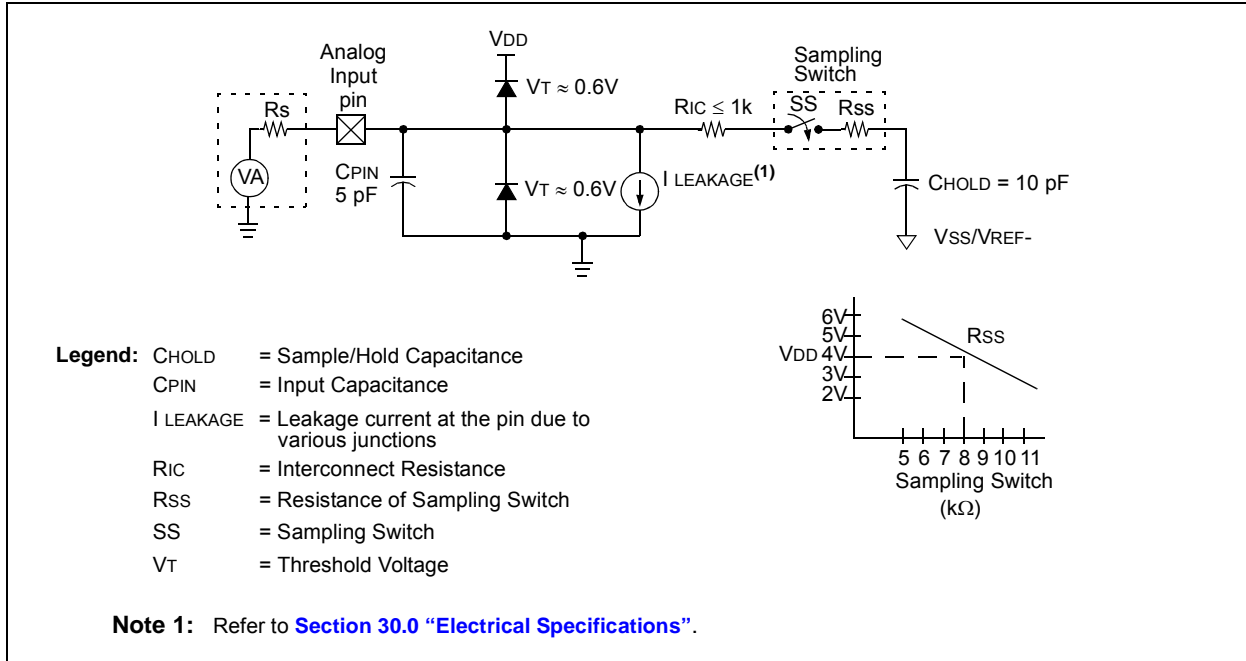 VDD
Analog
Input
pin
Sampling
Switch
Rs
VT ≈ 0.6V
RIC ≤ 1k
SS
Rss
VA
CPIN
5 pF
VT ≈ 0.6V
I LEAKAGE(1)
CHOLD = 10 pF
VSS/VREF-
6V
5V
VDD 4V
3V
2V
RSS
5 6 7 8 9 10 11
Sampling Switch
(kΩ)
Legend: CHOLD = Sample/Hold Capacitance
CPIN = Input Capacitance
I LEAKAGE = Leakage current at the pin due to
various junctions
RIC = Interconnect Resistance
RSS = Resistance of Sampling Switch
SS = Sampling Switch
VT = Threshold Voltage
Note 1: Refer to Section 30.0 “Electrical Specifications”.